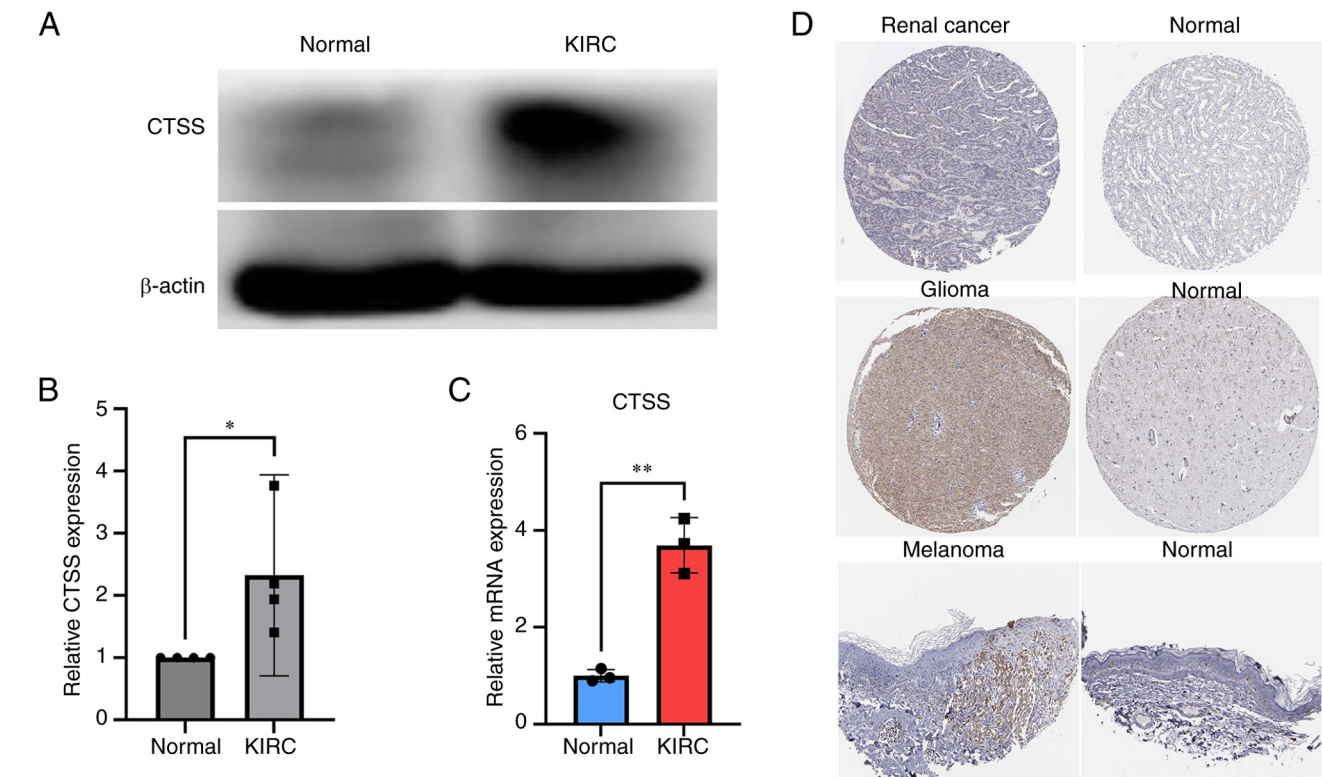 A
Normal KIRC
CTSS
β-actin
B
Relative CTSS expression
5
4
3
2
1
0
*
Normal KIRC
C
CTSS
Relative mRNA expression
6
4
2
0
**
Normal KIRC
D
Renal cancer Normal
Glioma Normal
Melanoma Normal